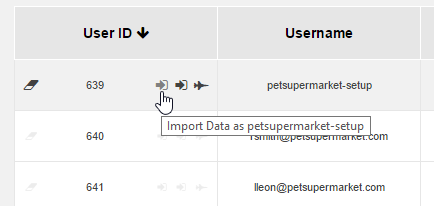 User ID
Username
639
petsupermarket-setup
Import Data as petsupermarket-setup
640
rsmith@petsupermarket.com
641
lleon@petsupermarket.com